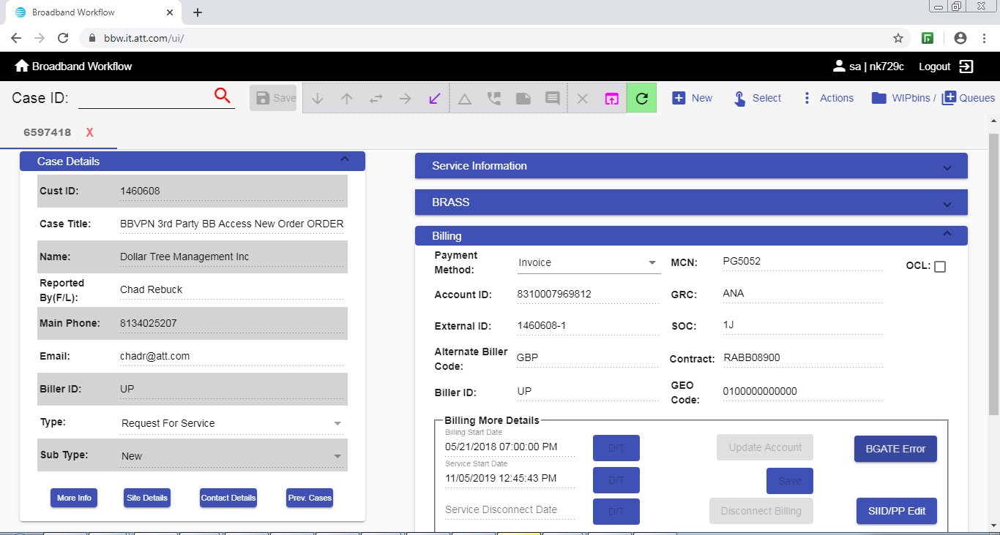 Broadband Workflow
bbw.it.att.com/ui/
Broadband Workflow
sa | nk729c Logout
Case ID:
Save
New
Select
Actions
WIPbins /
Queues
6597418 X
Case Details
Cust ID: 1460608
Case Title: BBVPN 3rd Party BB Access New Order ORDER
Name: Dollar Tree Management Inc
Reported
By(F/L): Chad Rebuck
Main Phone: 8134025207
Email: chadr@att.com
Biller ID: UP
Type: Request For Service
Sub Type: New
More Info Site Details Contact Details Prev. Cases
Service Information
BRASS
Billing
Payment
Method: Invoice
MCN: PG5052
OCL:
Account ID: 8310007969812
GRC: ANA
External ID: 1460608-1
SOC: 1J
Alternate Biller
Code: GBP
Contract: RABB08900
Biller ID: UP
GEO
Code: 0100000000000
Billing More Details
Billing Start Date
05/21/2018 07:00:00 PM D/T Update Account BGATE Error
Service Start Date
11/05/2019 12:45:43 PM D/T Save
Service Disconnect Date D/T Disconnect Billing SIID/PP Edit